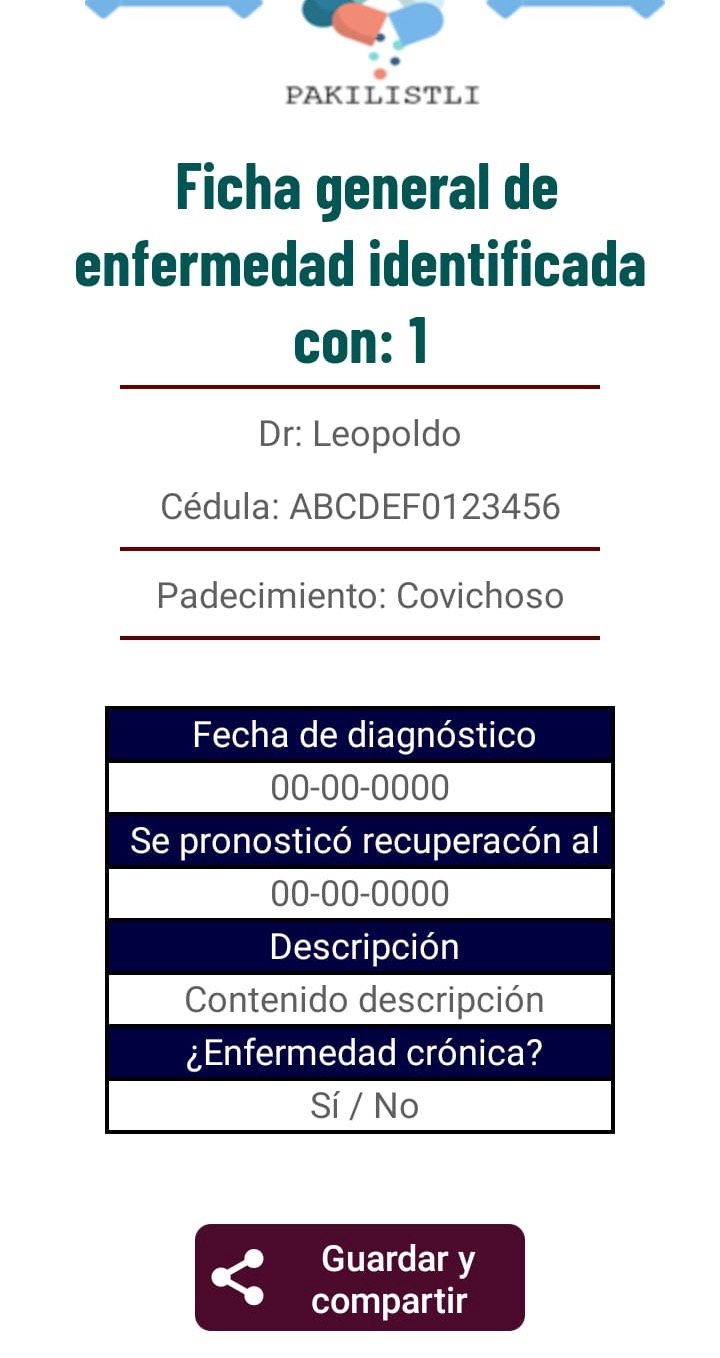 PAKILISTLI
Ficha general de
enfermedad identificada
con: 1
Dr: Leopoldo
Cédula: ABCDEF0123456
Padecimiento: Covichoso
Fecha de diagnóstico
00-00-0000
Se pronosticó recuperacón al
00-00-0000
Descripción
Contenido descripción
¿Enfermedad crónica?
Sí / No
Guardar y
compartir